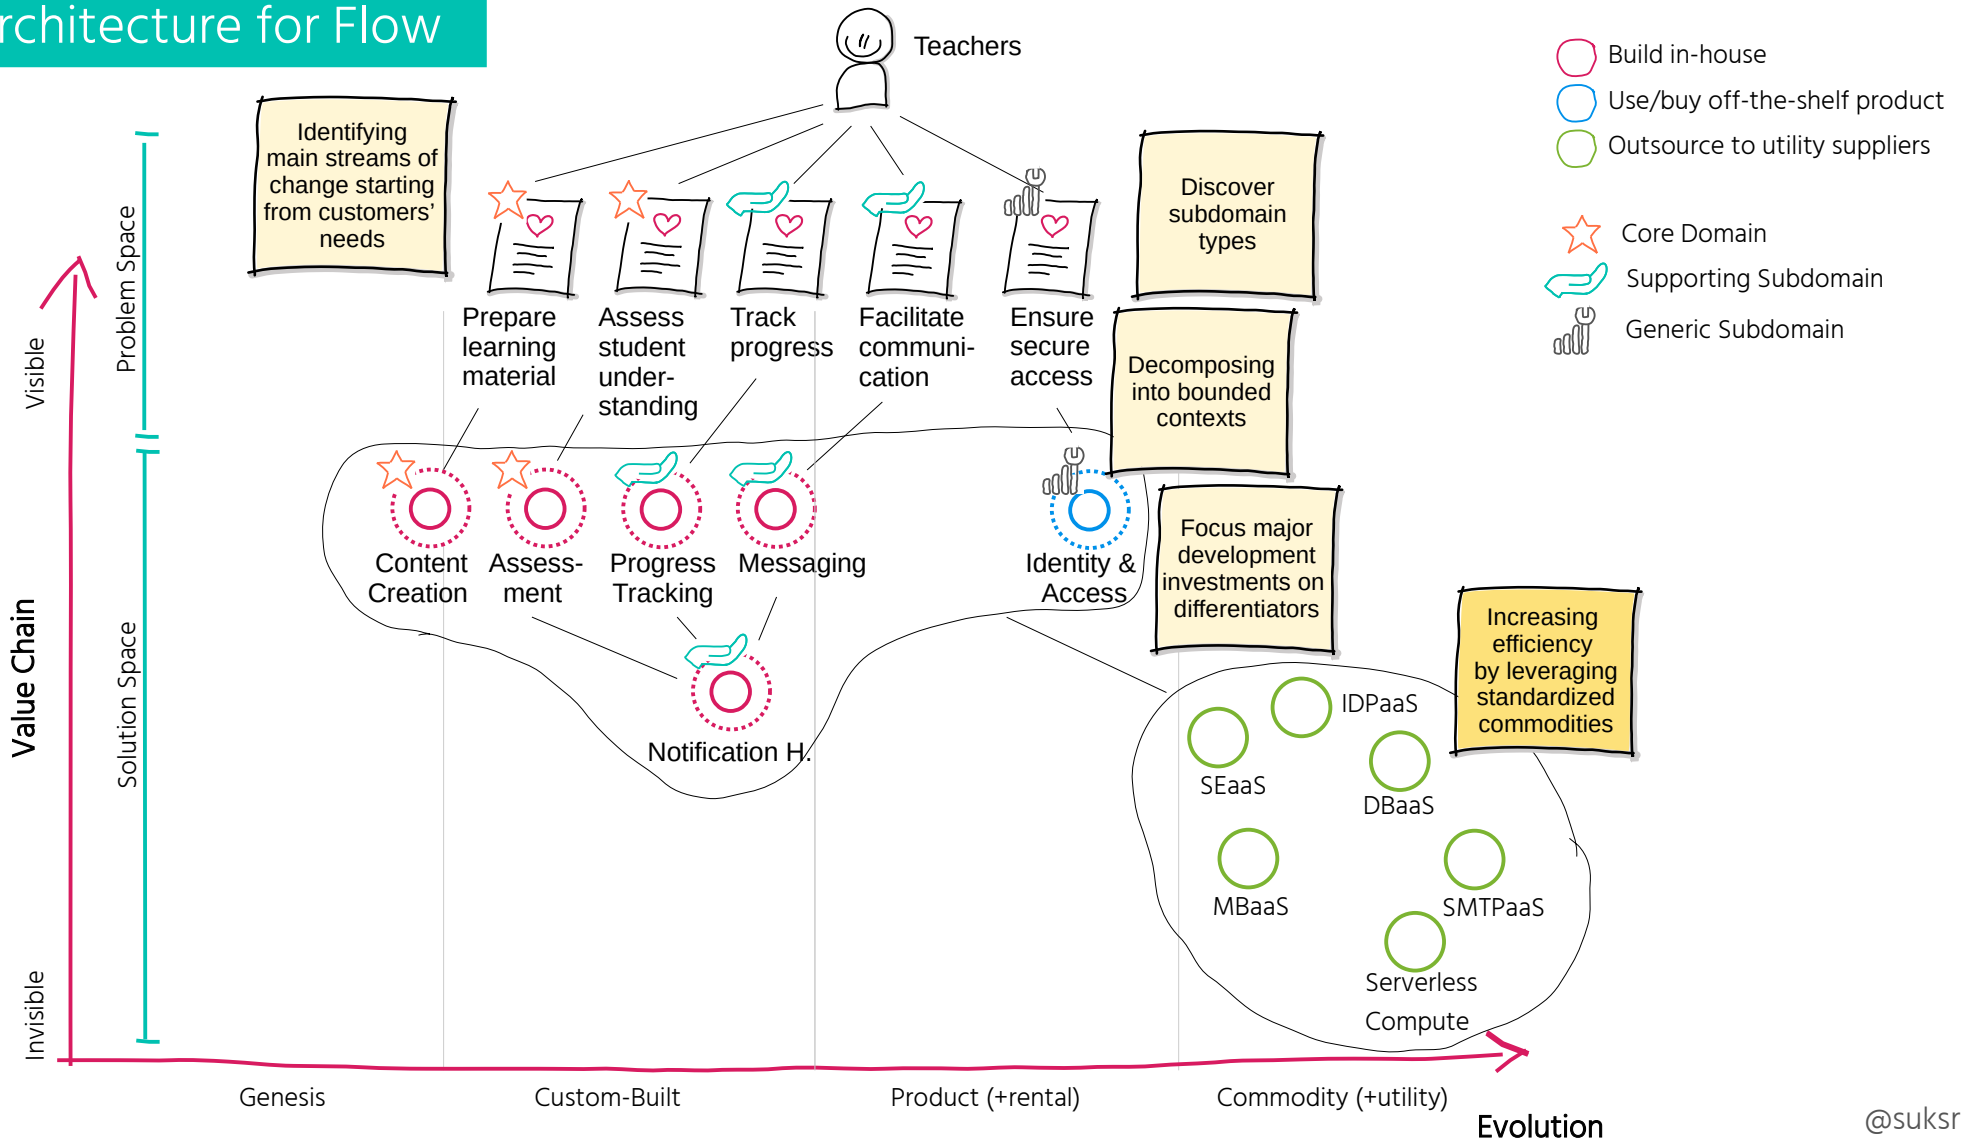 rchitecture for Flow
Teachers
Build in-house
Use/buy off-the-shelf product
Outsource to utility suppliers
Core Domain
Supporting Subdomain
Generic Subdomain
Identifying
main streams of
change starting
from customers’
needs
Discover
subdomain
types
Decomposing
into bounded
contexts
Focus major
development
investments on
differentiators
Increasing
efficiency
by leveraging
standardized
commodities
Prepare
learning
material
Assess
student
under-
standing
Track
progress
Facilitate
communi-
cation
Ensure
secure
access
Content
Creation
Assess-
ment
Progress
Tracking
Messaging
Identity &
Access
Notification H.
IDPaaS
SEaaS
DBaaS
MBaaS
SMTPaaS
Serverless
Compute
Value Chain
Visible
Invisible
Problem Space
Solution Space
Genesis
Custom-Built
Product (+rental)
Commodity (+utility)
Evolution
@suksr